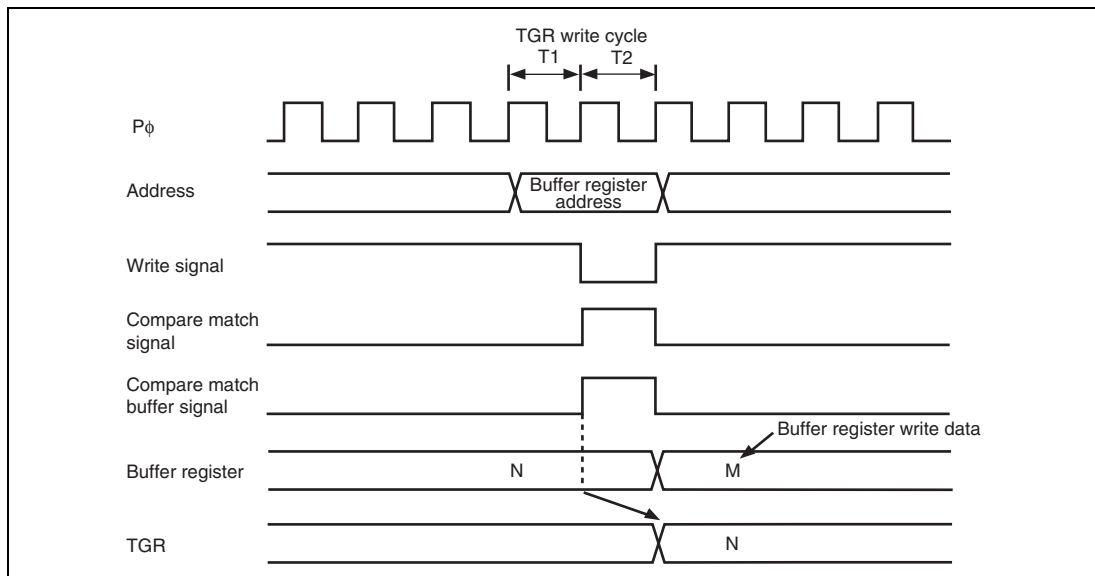 TGR write cycle
T1 T2
Pϕ
Address
Buffer register
address
Write signal
Compare match
signal
Compare match
buffer signal
Buffer register write data
Buffer register
N M
TGR
N